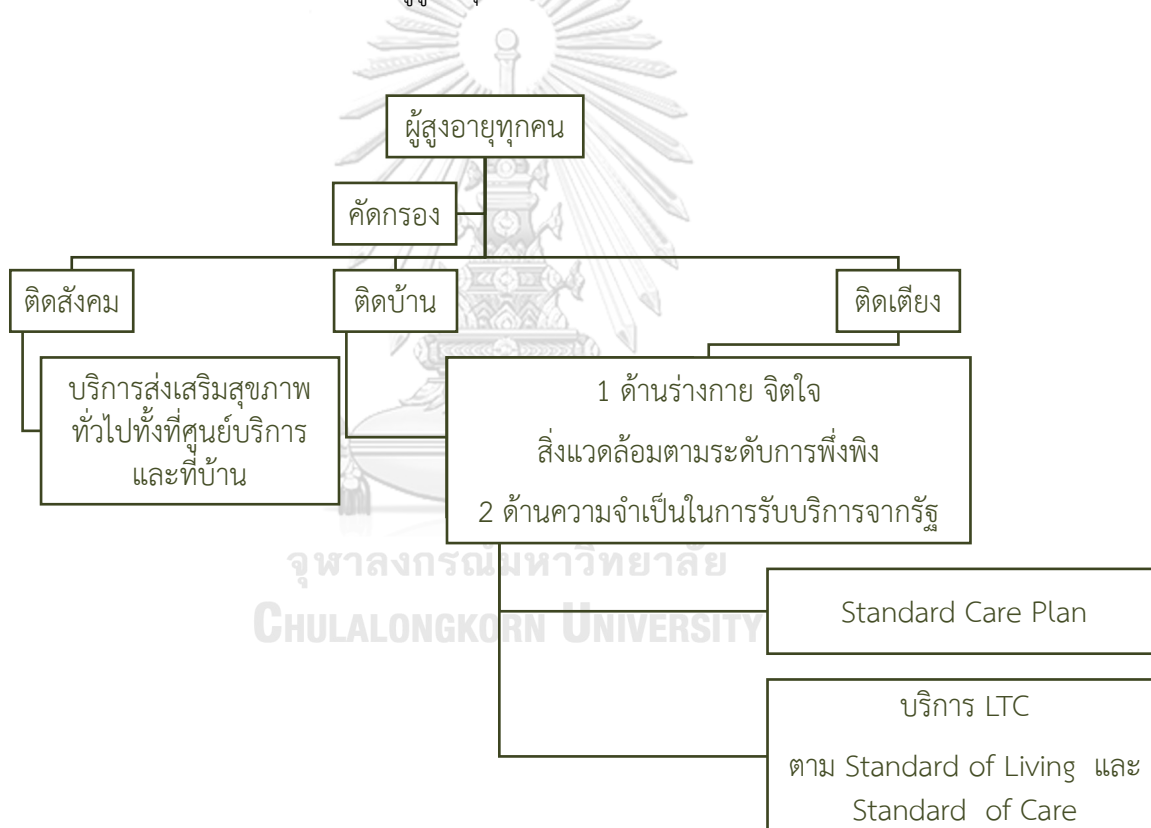 ผู้สูงอายุทุกคน
คัดกรอง
ติดสังคม
ติดบ้าน
ติดเตียง
บริการส่งเสริมสุขภาพ
ทั่วไปทั้งที่ศูนย์บริการ
และที่บ้าน
1 ด้านร่างกาย จิตใจ
สิ่งแวดล้อมตามระดับการพึ่งพิง
2 ด้านความจำเป็นในการรับบริการจากรัฐ
จุฬาลงกรณ์มหาวิทยาลัย
CHULALONGKORN UNIVERSITY
Standard Care Plan
บริการ LTC
ตาม Standard of Living และ
Standard of Care